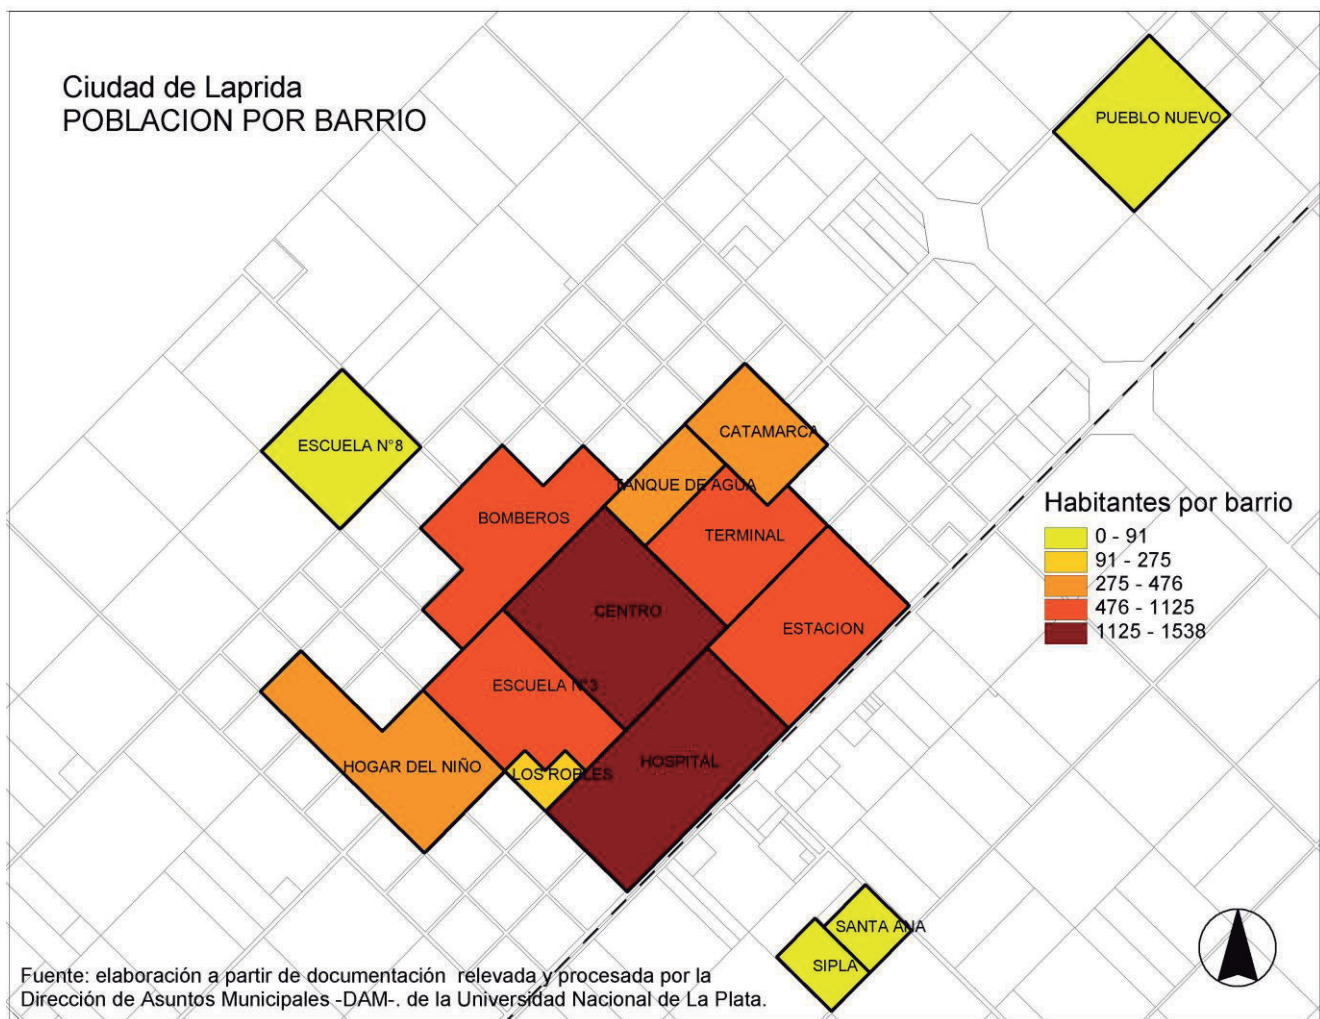 Ciudad de Laprida
POBLACION POR BARRIO
PUEBLO NUEVO
CATAMARCA
ESCUELA N°8
TANQUE DE AGUA
BOMBEROS
TERMINAL
Habitantes por barrio
0 - 91
91 - 275
275 - 476
476 - 1125
1125 - 1538
CENTRO
ESTACION
ESCUELA N°3
HOSPITAL
HOGAR DEL NIÑO
LOS ROBLES
SANTA ANA
SIPLA
Fuente: elaboración a partir de documentación relevada y procesada por la
Dirección de Asuntos Municipales -DAM-. de la Universidad Nacional de La Plata.